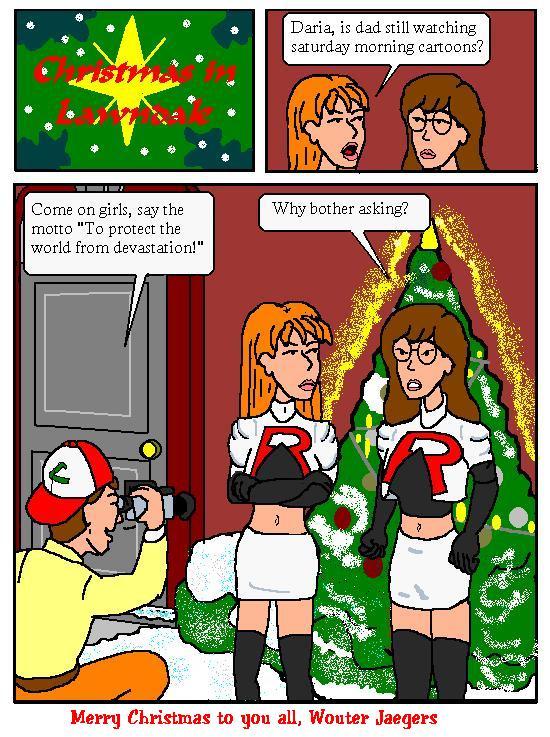 Christmas in
Lawndale
Daria, is dad still watching
saturday morning cartoons?
Come on girls, say the
motto "To protect the
world from devastation!"
Why bother asking?
R
R
Merry Christmas to you all, Wouter Jaegers